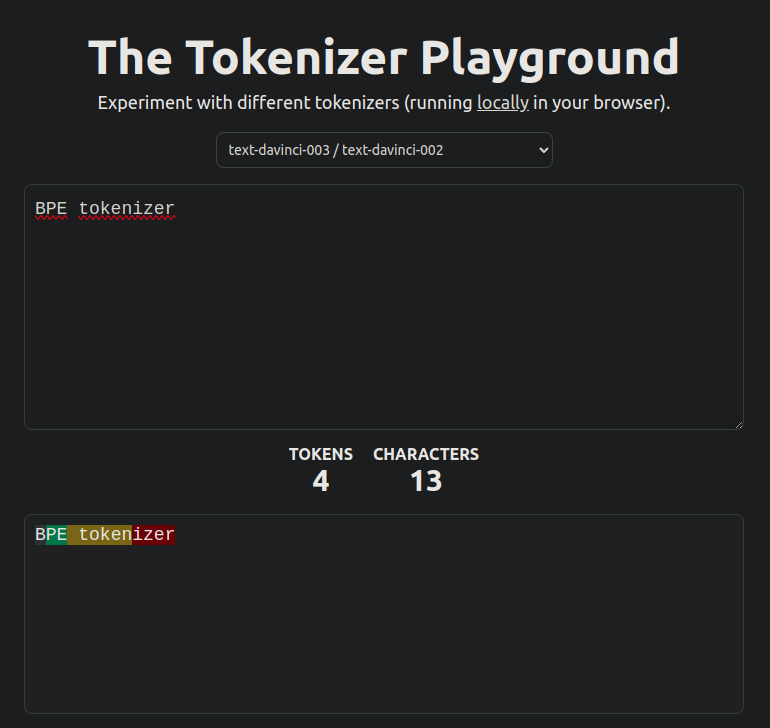 The Tokenizer Playground
Experiment with different tokenizers (running locally in your browser).
text-davinci-003 / text-davinci-002
BPE tokenizer
TOKENS CHARACTERS
4 13
BPE tokenizer